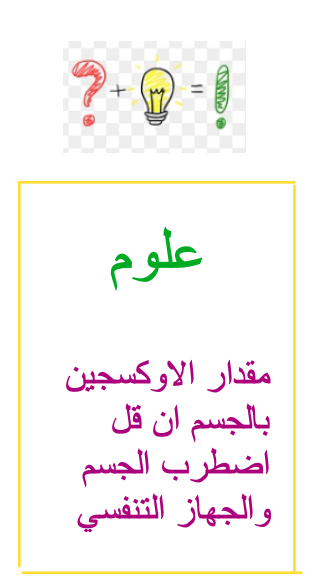 ? + = !
علوم
مقدار الاوكسجين
بالجسم ان قل
اضطرب الجسم
والجهاز التنفسي